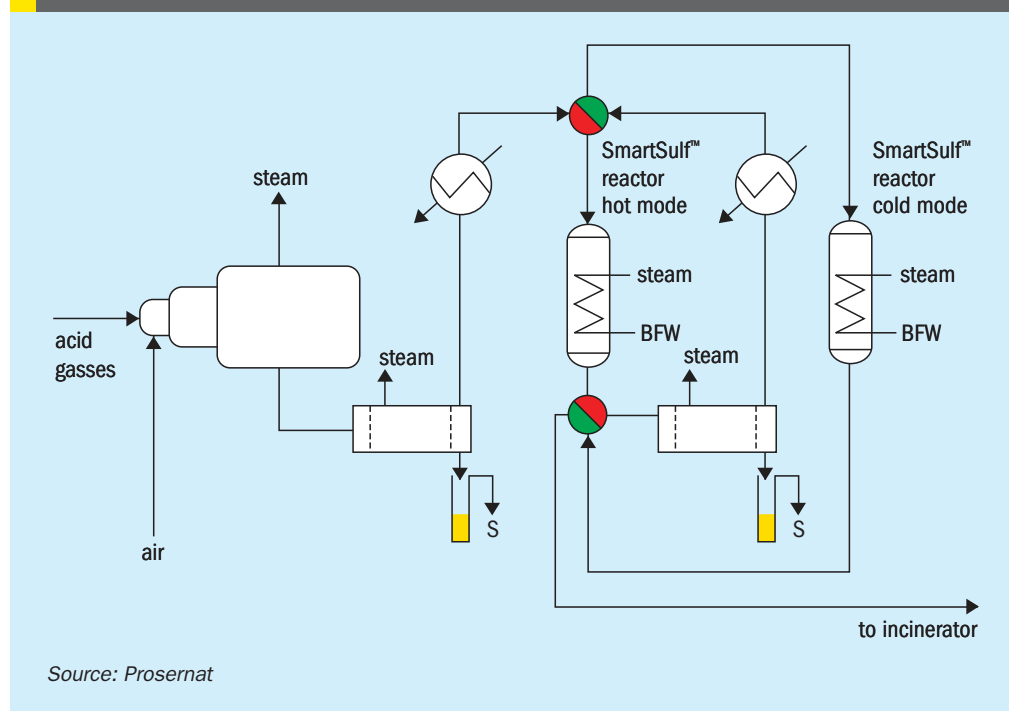 steam
SmartSulf™
reactor
hot mode
SmartSulf™
reactor
cold mode
steam
steam
acid
gasses
BFW
BFW
steam
steam
S
S
air
to incinerator
Source: Prosernat